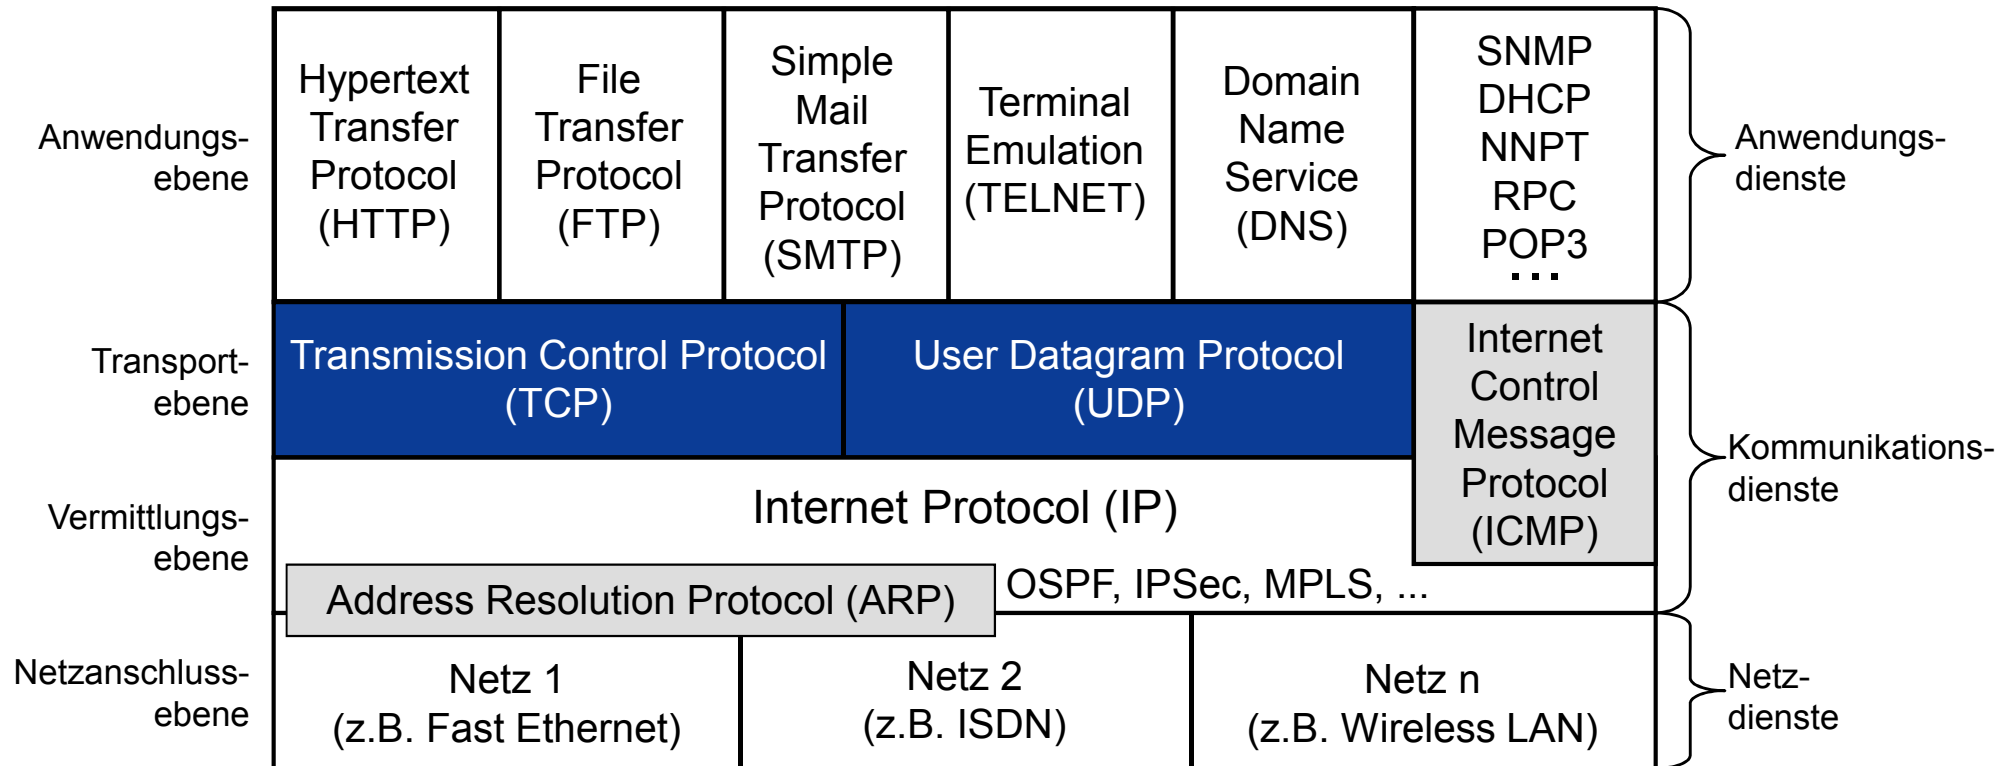 Anwendungs-
ebene
Hypertext
Transfer
Protocol
(HTTP)
File
Transfer
Protocol
(FTP)
Simple
Mail
Transfer
Protocol
(SMTP)
Terminal
Emulation
(TELNET)
Domain
Name
Service
(DNS)
SNMP
DHCP
NNPT
RPC
POP3
...
Anwendungs-
dienste
Transport-
ebene
Transmission Control Protocol
(TCP)
User Datagram Protocol
(UDP)
Internet
Control
Message
Protocol
(ICMP)
Kommunikations-
dienste
Vermittlungs-
ebene
Internet Protocol (IP)
Address Resolution Protocol (ARP)
OSPF, IPSec, MPLS, ...
Netzanschluss-
ebene
Netz 1
(z.B. Fast Ethernet)
Netz 2
(z.B. ISDN)
Netz n
(z.B. Wireless LAN)
Netz-
dienste